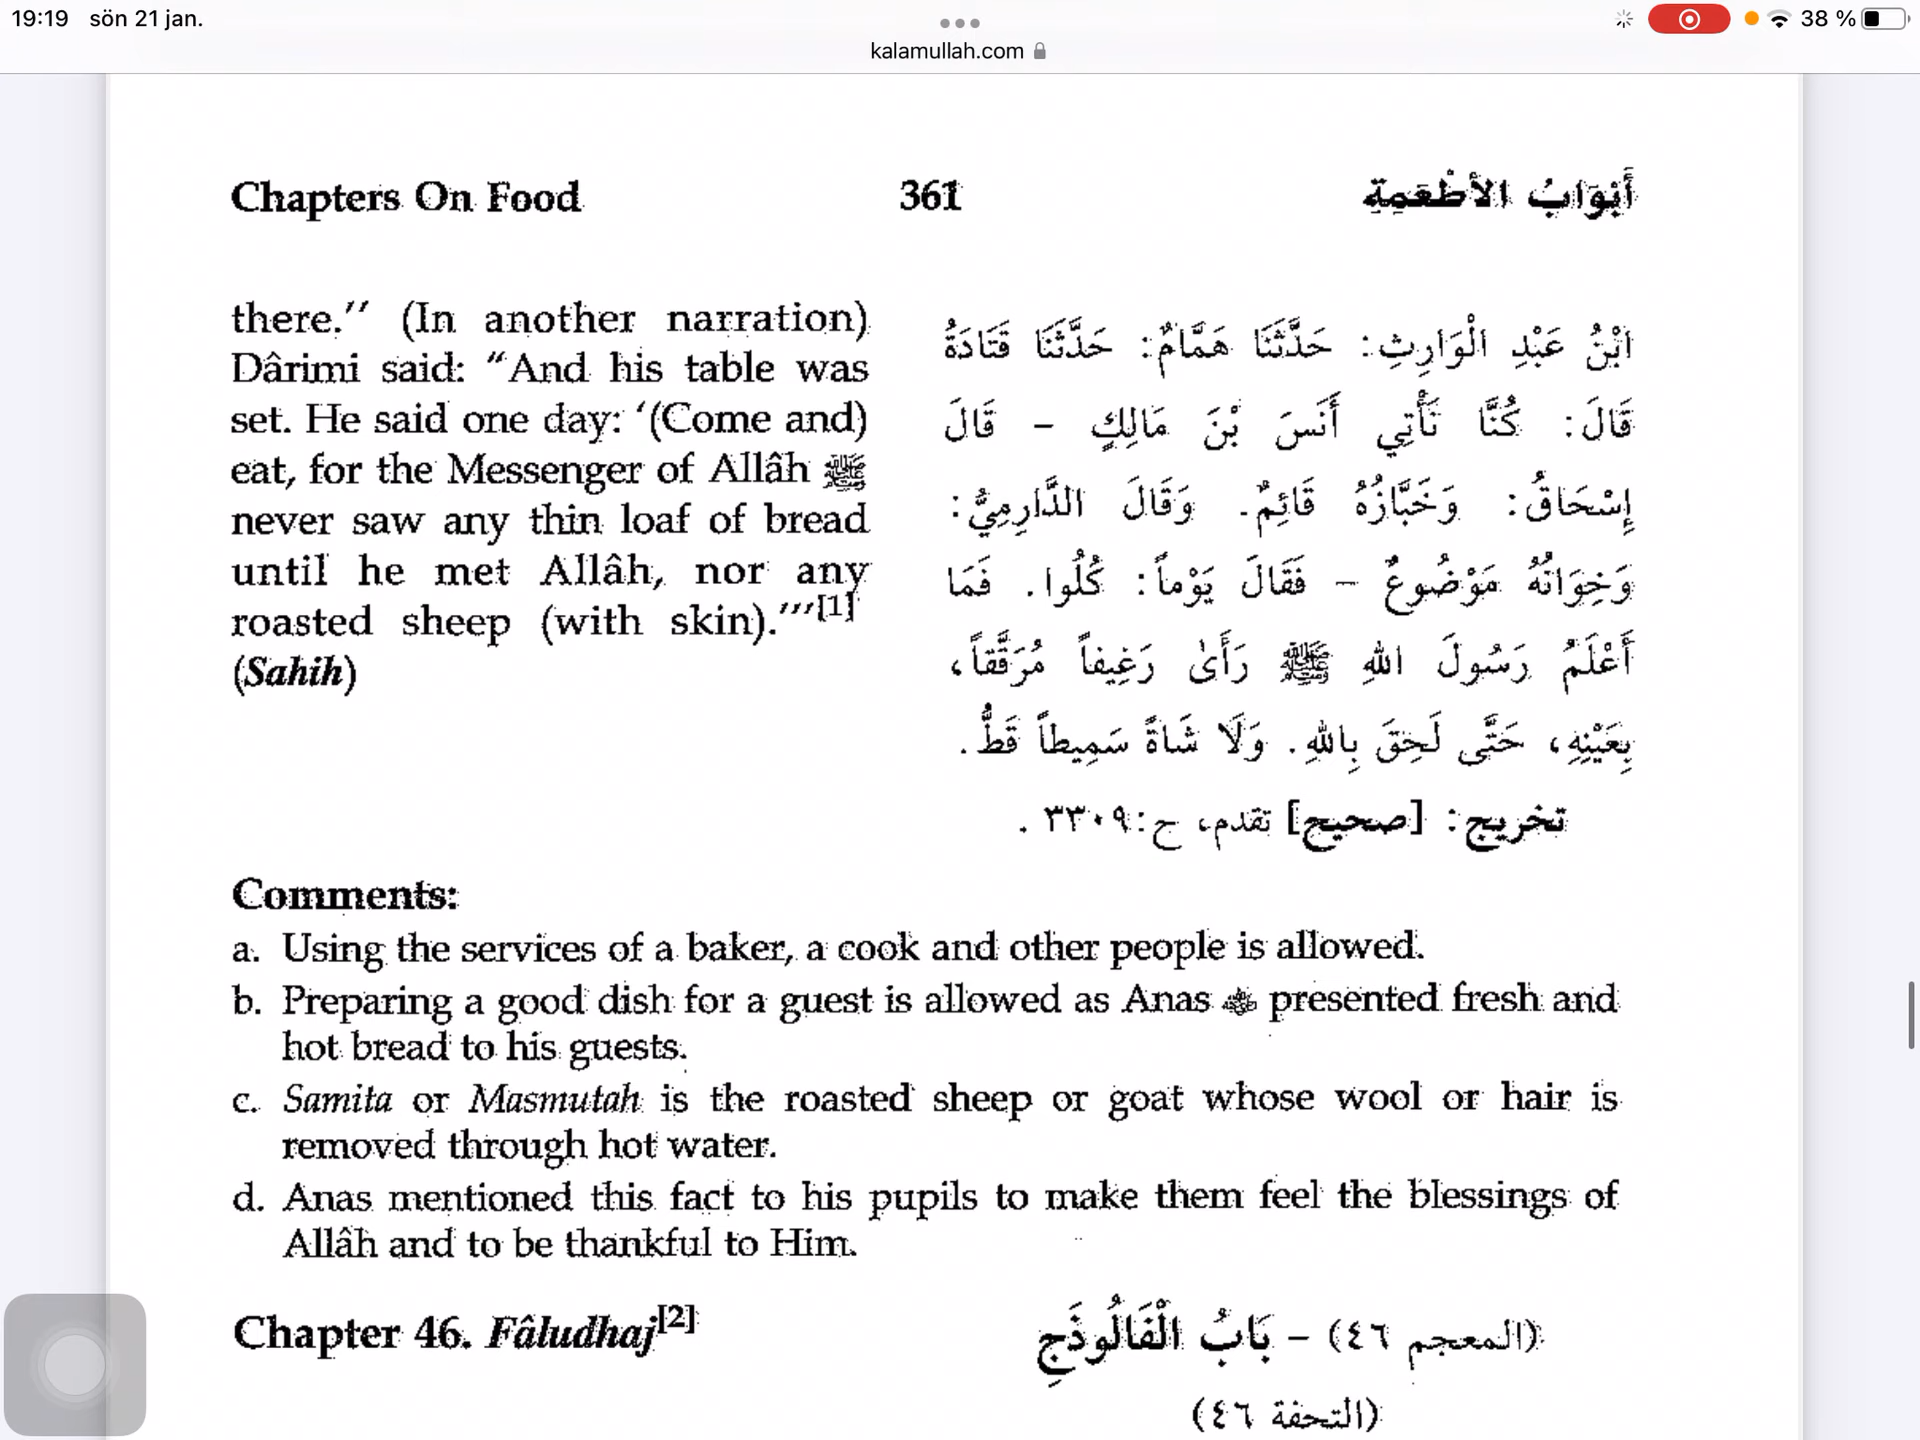 19:19 sön 21 jan.
38 %
kalamullah.com
Chapters On Food 361 أَبْوَابُ الأَطْعِمَةِ
there.'' (In another narration)
Dârimi said: "And his table was
set. He said one day: '(Come and)
eat, for the Messenger of Allâh ﷺ
never saw any thin loaf of bread
until he met Allâh, nor any
roasted sheep (with skin).'''[1]
(Sahih)
ابْنُ عَبْدِ الْوَارِثِ: حَدَّثَنَا هَمَّامٌ: حَدَّثَنَا قَتَادَةُ
قَالَ: كُنَّا نَأْتِي أَنَسَ بْنَ مَالِكٍ – قَالَ
إِسْحَاقُ: وَخَبَّازُهُ قَائِمٌ. وَقَالَ الدَّارِمِيُّ:
وَخِوَانُهُ مَوْضُوعٌ – فَقَالَ يَوْماً: كُلُوا. فَمَا
أَعْلَمُ رَسُولَ اللهِ ﷺ رَأَىٰ رَغِيفاً مُرَقَّقاً،
بِعَيْنِهِ، حَتَّى لَحِقَ بِاللهِ. وَلَا شَاةً سَمِيطاً قَطُّ.
تخريج: [صحيح] تقدم، ح:٣٣٠٩ .
Comments:
a. Using the services of a baker, a cook and other people is allowed.
b. Preparing a good dish for a guest is allowed as Anas presented fresh and
hot bread to his guests.
c. Samita or Masmutah is the roasted sheep or goat whose wool or hair is
removed through hot water.
d. Anas mentioned this fact to his pupils to make them feel the blessings of
Allâh and to be thankful to Him.
Chapter 46. Fâludhaj[2]
(المعجم ٤٦) – بَابُ الْفَالُوذَجِ
(التحفة ٤٦)